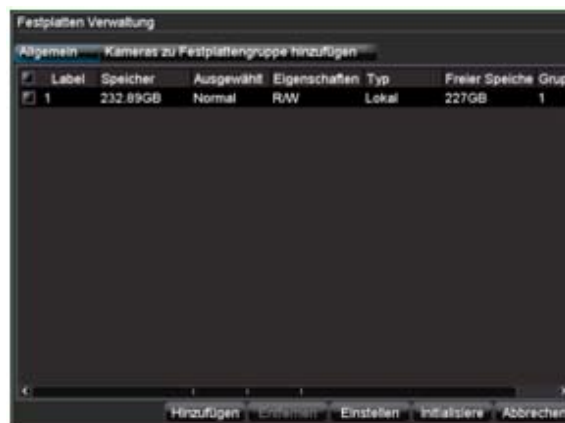 Festplatten Verwaltung
Allgemein Kameras zu Festplattengruppe hinzufügen
Label Speicher Ausgewählt Eigenschaften Typ Freier Speiche Grup
1 232.89GB Normal R/W Lokal 227GB 1
Hinzufügen Entfernen Einstellen Initialisiere Abbrechen